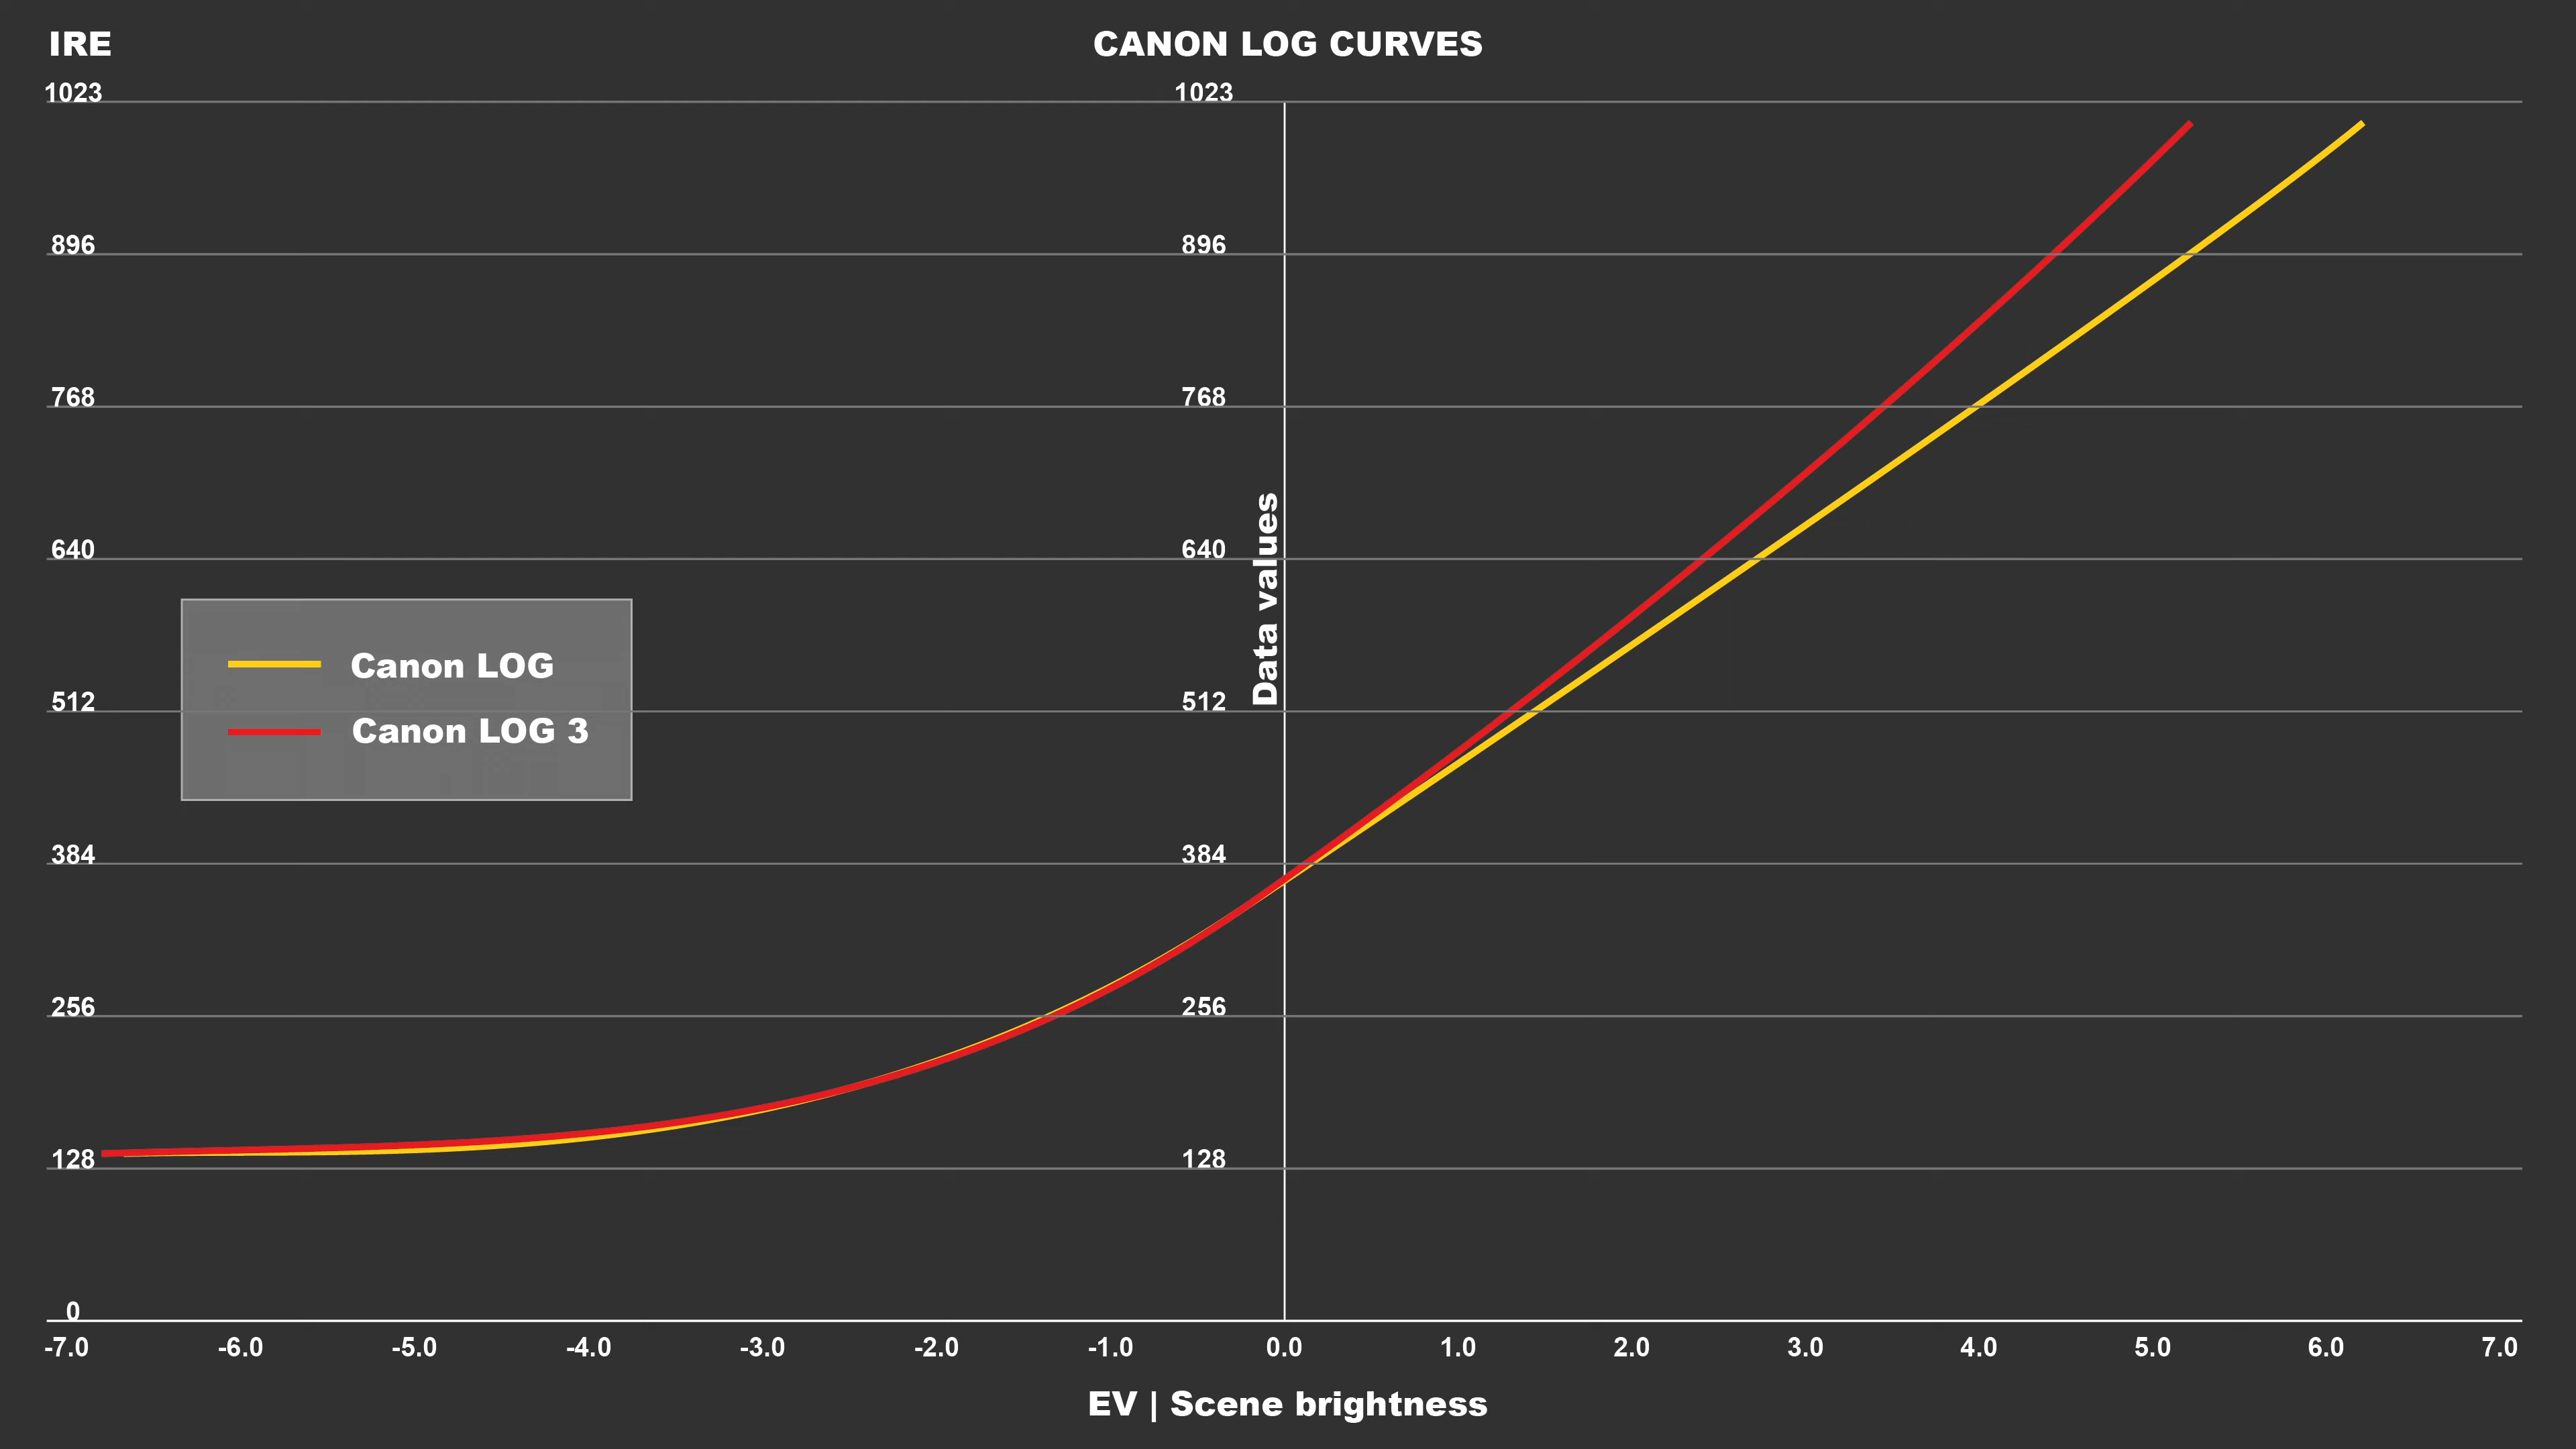 IRE
CANON LOG CURVES
1023
1023
896
896
768
768
640
640
Data values
Canon LOG
512
512
Canon LOG 3
384
384
256
256
128
128
0
-7.0 -6.0 -5.0 -4.0 -3.0 -2.0 -1.0 0.0 1.0 2.0 3.0 4.0 5.0 6.0 7.0
EV | Scene brightness